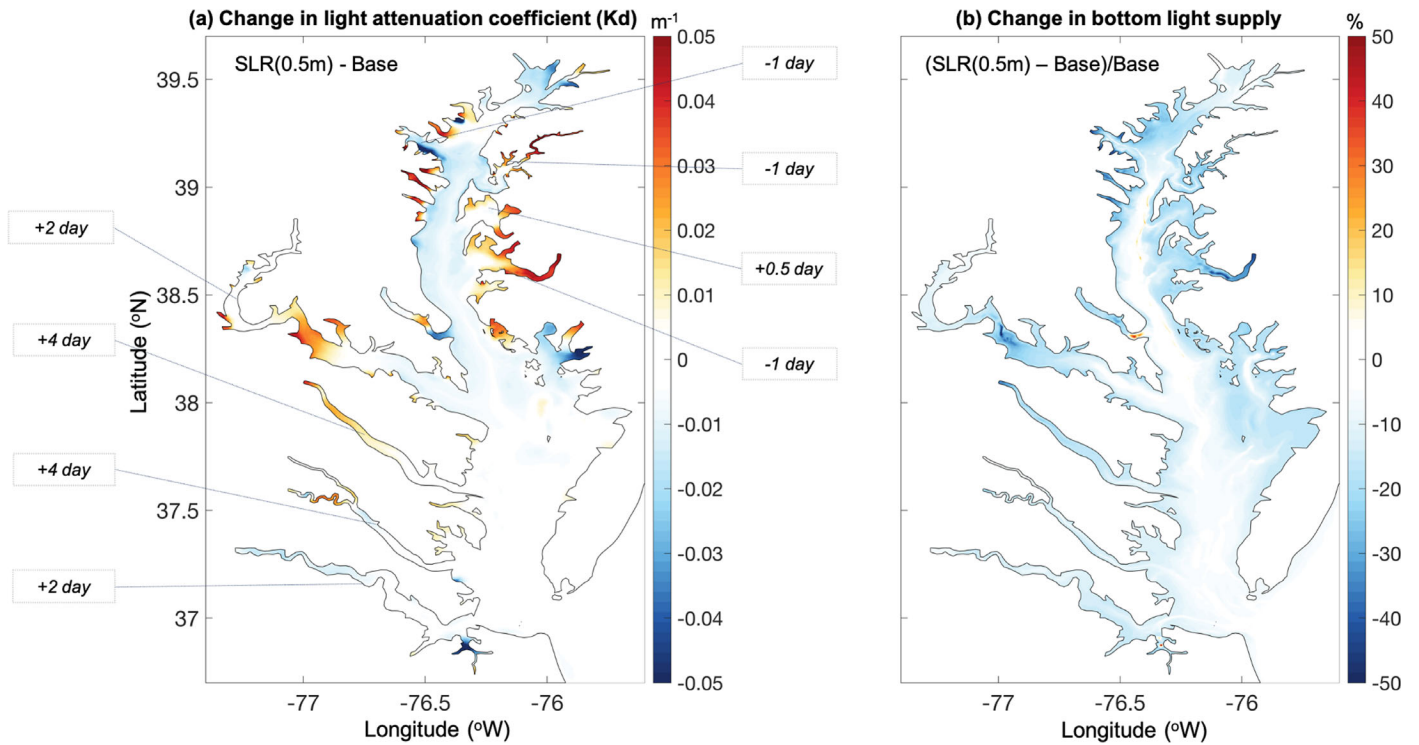 (a) Change in light attenuation coefficient (Kd)
m⁻¹
SLR(0.5m) - Base
39.5
39
38.5
38
37.5
37
Latitude (ᵒN)
-77
-76.5
-76
Longitude (ᵒW)
0.05
0.04
0.03
0.02
0.01
0
-0.01
-0.02
-0.03
-0.04
-0.05
+2 day
+4 day
+4 day
+2 day
-1 day
-1 day
+0.5 day
-1 day
(b) Change in bottom light supply
%
(SLR(0.5m) – Base)/Base
-77
-76.5
-76
Longitude (ᵒW)
50
40
30
20
10
0
-10
-20
-30
-40
-50